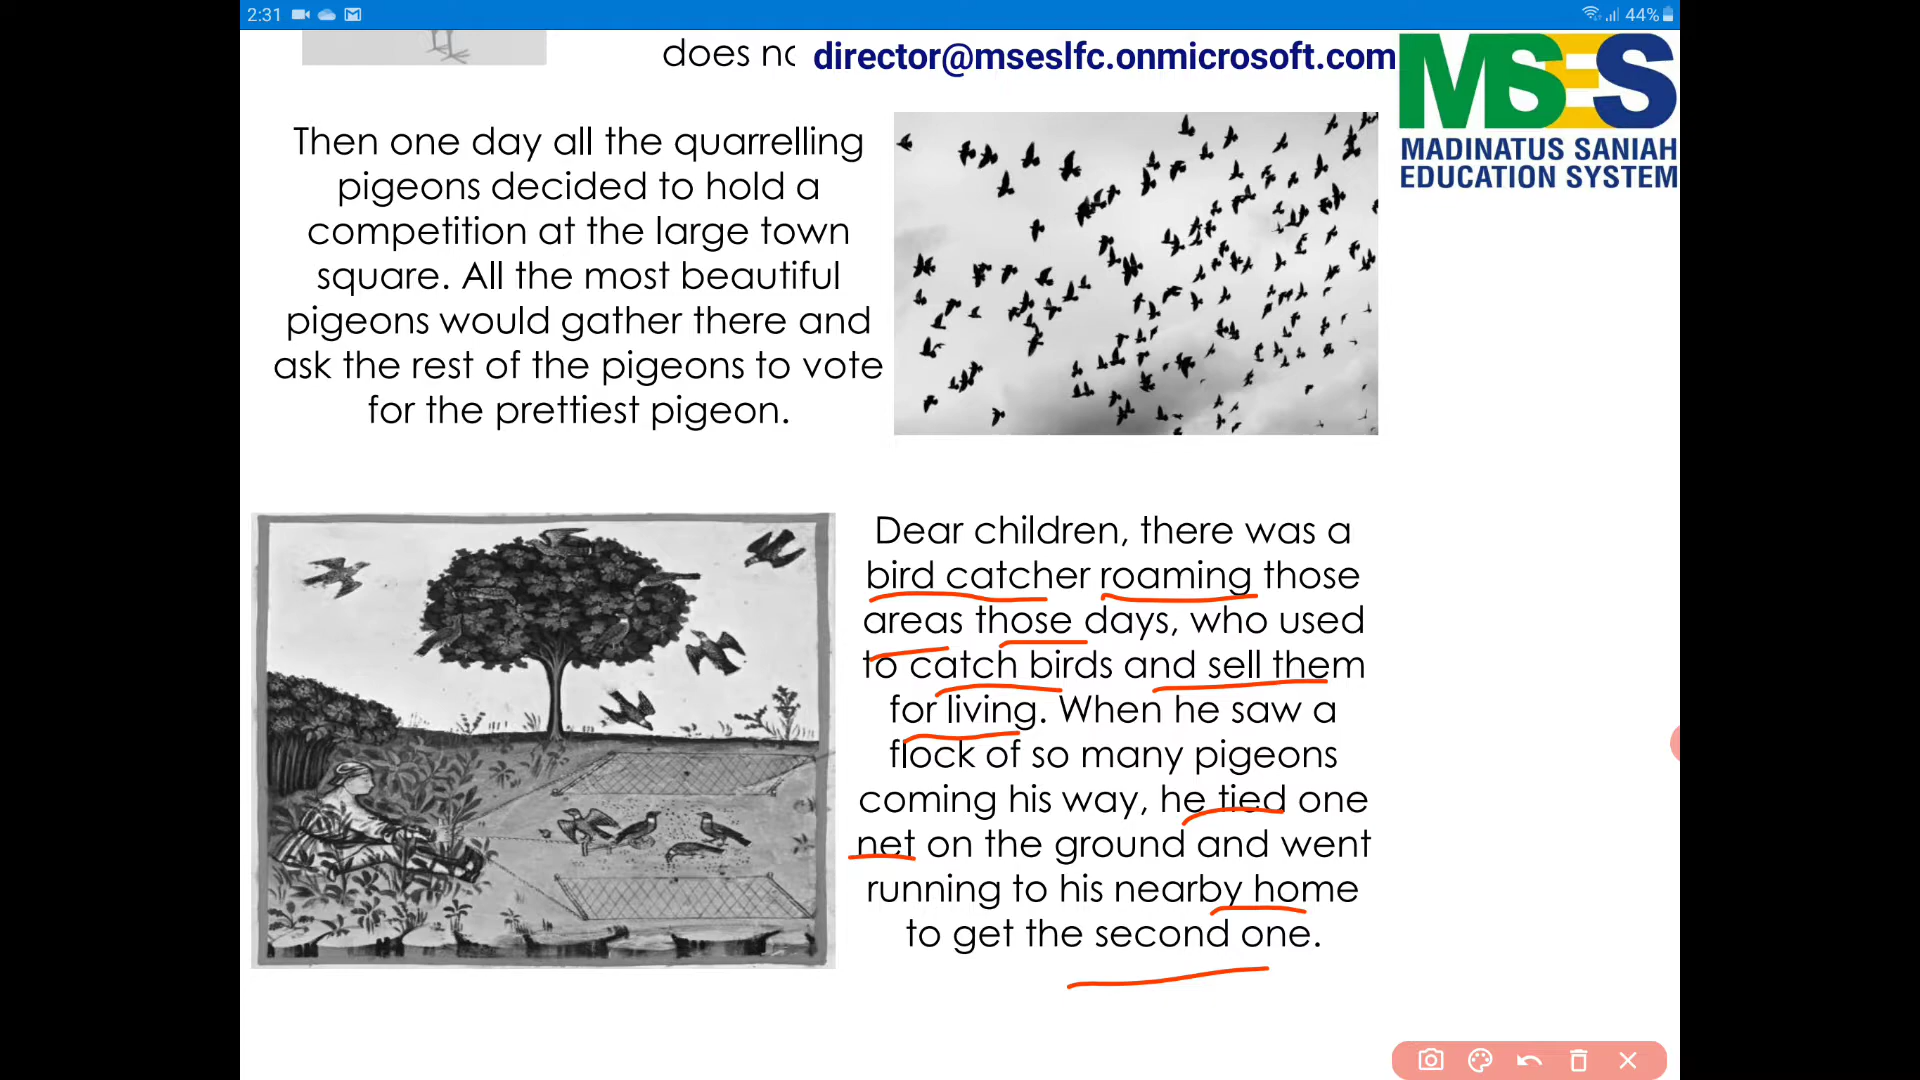 2:31
44%
does no
director@mseslfc.onmicrosoft.com
MSES
MADINATUS SANIAH
EDUCATION SYSTEM
Then one day all the quarrelling
pigeons decided to hold a
competition at the large town
square. All the most beautiful
pigeons would gather there and
ask the rest of the pigeons to vote
for the prettiest pigeon.
Dear children, there was a
bird catcher roaming those
areas those days, who used
to catch birds and sell them
for living. When he saw a
flock of so many pigeons
coming his way, he tied one
net on the ground and went
running to his nearby home
to get the second one.